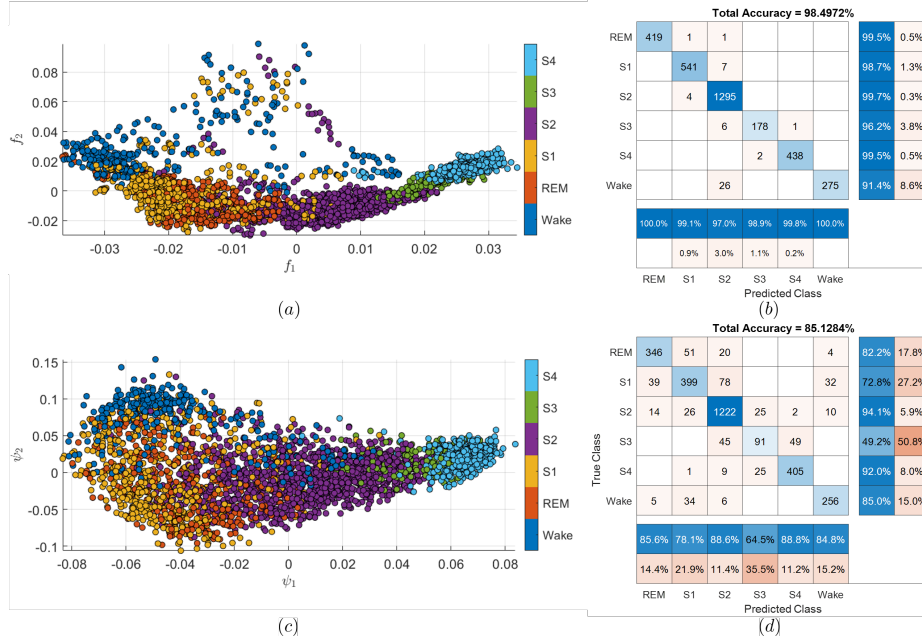 Total Accuracy = 98.4972%
0.08
0.06
0.04
0.02
0
-0.02
f2
-0.03
-0.02
-0.01
0
0.01
0.02
0.03
f1
S4
S3
S2
S1
REM
Wake
REM 419 1 1 99.5% 0.5%
S1 541 7 98.7% 1.3%
S2 4 1295 99.7% 0.3%
S3 6 178 1 96.2% 3.8%
S4 2 438 99.5% 0.5%
Wake 26 275 91.4% 8.6%
100.0% 99.1% 97.0% 98.9% 99.8% 100.0%
0.9% 3.0% 1.1% 0.2%
REM S1 S2 S3 S4 Wake
Predicted Class
(a)
(b)
Total Accuracy = 85.1284%
0.15
0.1
0.05
0
-0.05
-0.1
ψ2
-0.08
-0.06
-0.04
-0.02
0
0.02
0.04
0.06
0.08
ψ1
S4
S3
S2
S1
REM
Wake
True Class
REM 346 51 20 4 82.2% 17.8%
S1 39 399 78 32 72.8% 27.2%
S2 14 26 1222 25 2 10 94.1% 5.9%
S3 45 91 49 49.2% 50.8%
S4 1 9 25 405 92.0% 8.0%
Wake 5 34 6 256 85.0% 15.0%
85.6% 78.1% 88.6% 64.5% 88.8% 84.8%
14.4% 21.9% 11.4% 35.5% 11.2% 15.2%
REM S1 S2 S3 S4 Wake
Predicted Class
(c)
(d)